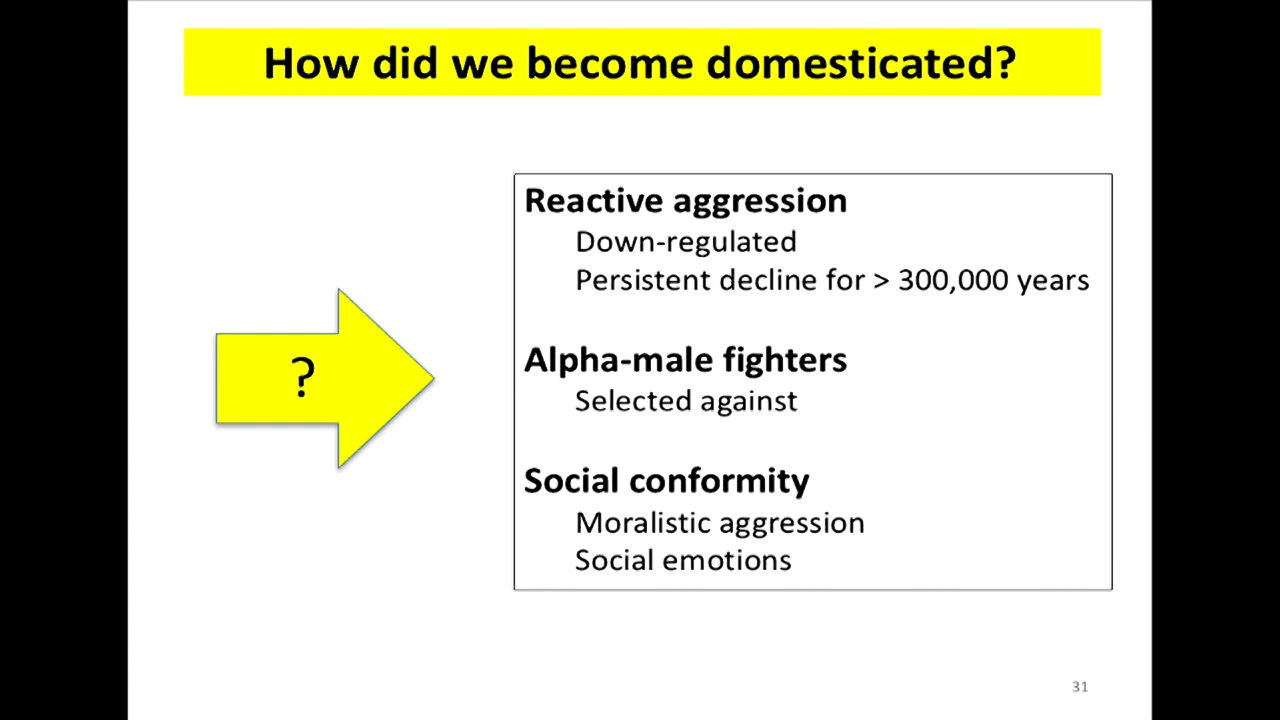 How did we become domesticated?
?
Reactive aggression
Down-regulated
Persistent decline for > 300,000 years
Alpha-male fighters
Selected against
Social conformity
Moralistic aggression
Social emotions
31